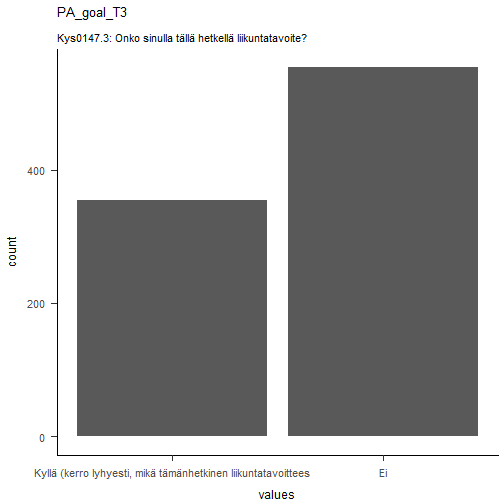 PA_goal_T3
Kys0147.3: Onko sinulla tällä hetkellä liikuntatavoite?
400
200
0
count
Kyllä (kerro lyhyesti, mikä tämänhetkinen liikuntatavoittees
Ei
values